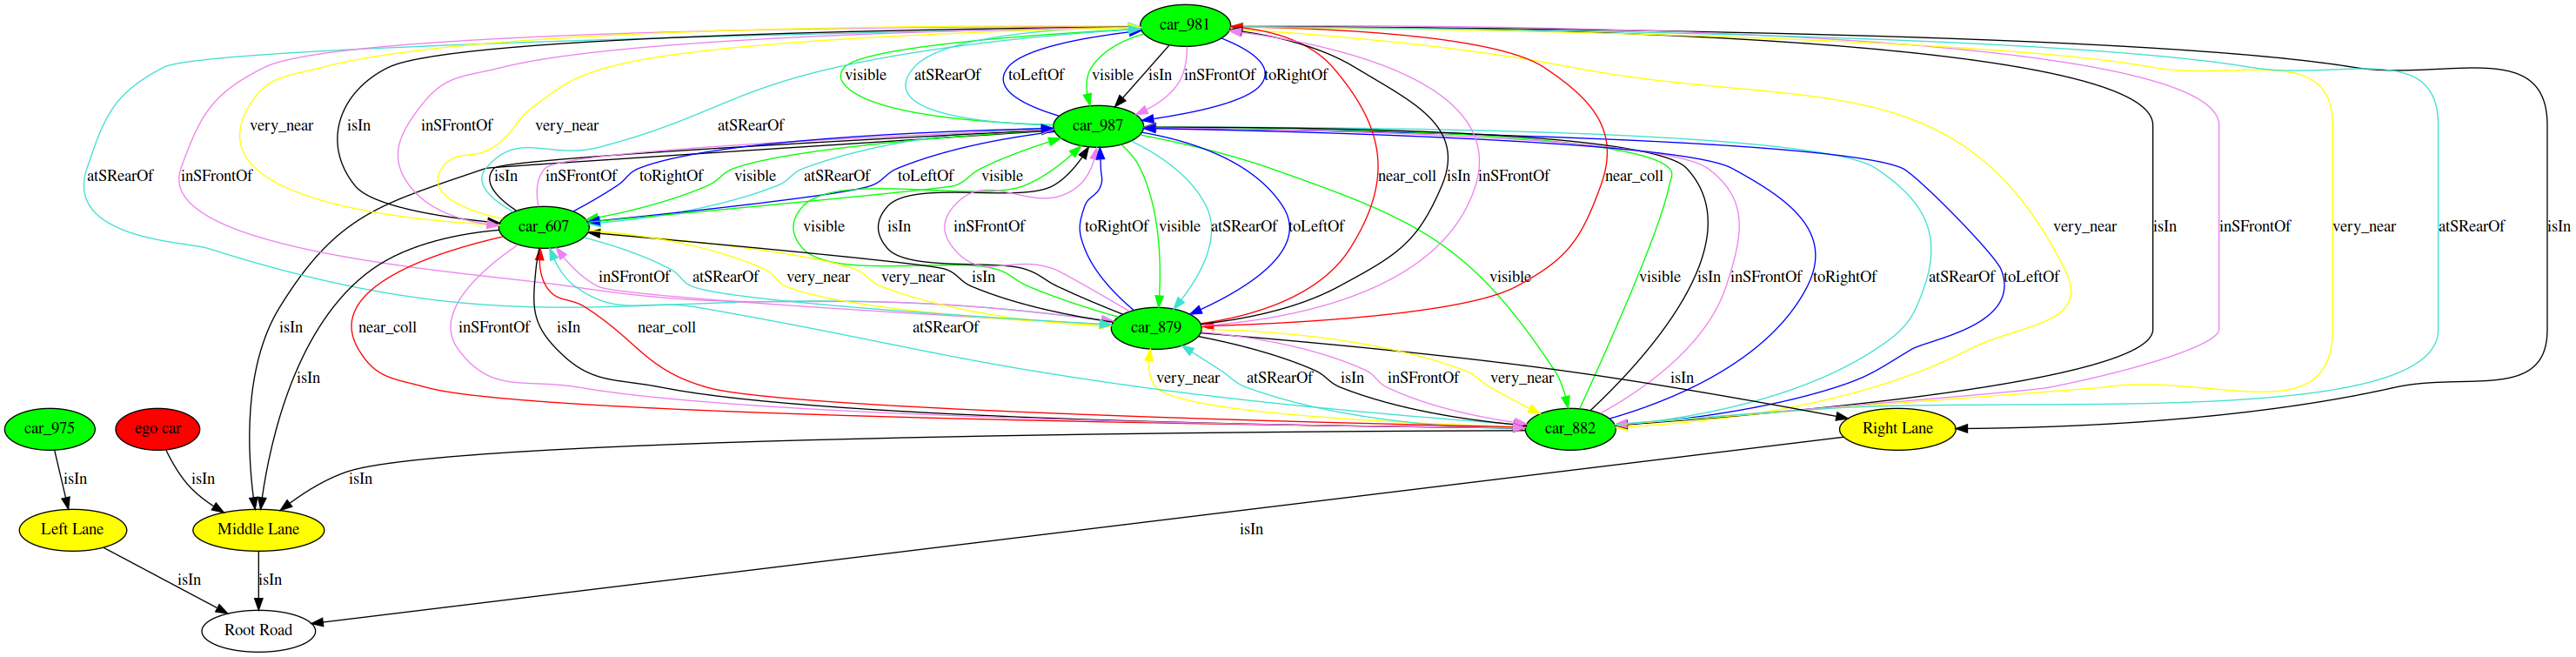 car_981
visible atSRearOf toLeftOf visible isIn inSFrontOf toRightOf
very_near isIn inSFrontOf very_near atSRearOf car_987
atSRearOf inSFrontOf isIn inSFrontOf toRightOf visible atSRearOf toLeftOf visible near_coll isIn inSFrontOf near_coll
car_607 visible isIn inSFrontOf toRightOf visible atSRearOf toLeftOf very_near isIn inSFrontOf very_near atSRearOf isIn
inSFrontOf atSRearOf very_near very_near isIn visible visible isIn inSFrontOf toRightOf atSRearOf toLeftOf
isIn near_coll inSFrontOf isIn near_coll atSRearOf car_879
isIn very_near atSRearOf isIn inSFrontOf very_near isIn
car_975 ego car car_882 Right Lane
isIn isIn isIn
Left Lane Middle Lane isIn
isIn isIn
Root Road